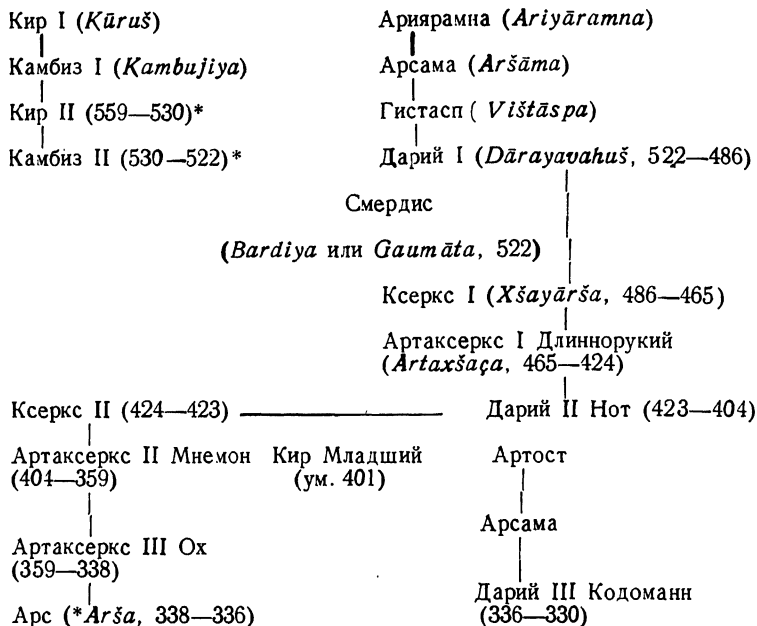 Кир I (Kūruš) Ариярамна (Ariyāramna)
Камбиз I (Kambujiya) Арсама (Aršāma)
Кир II (559—530)* Гистасп ( Vištāspa)
Камбиз II (530—522)* Дарий I (Dārayavahuš, 522—486)
Смердис
(Bardiya или Gaumāta, 522)
Ксеркс I (Xšayārša, 486—465)
Артаксеркс I Длиннорукий
(Artaxšaça, 465—424)
Ксеркс II (424—423) Дарий II Нот (423—404)
Артаксеркс II Мнемон Кир Младший Артост
(404—359) (ум. 401)
Арсама
Артаксеркс III Ох
(359—338)
Дарий III Кодоманн
Арс (*Arša, 338—336) (336—330)